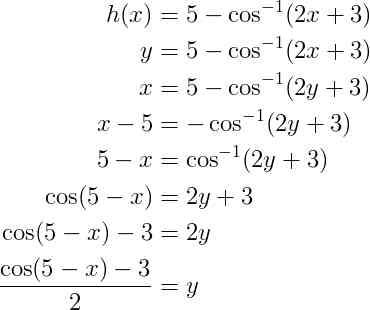 h(x) = 5 − cos⁻¹(2x + 3)
y = 5 − cos⁻¹(2x + 3)
x = 5 − cos⁻¹(2y + 3)
x − 5 = − cos⁻¹(2y + 3)
5 − x = cos⁻¹(2y + 3)
cos(5 − x) = 2y + 3
cos(5 − x) − 3 = 2y
(cos(5 − x) − 3)/2 = y